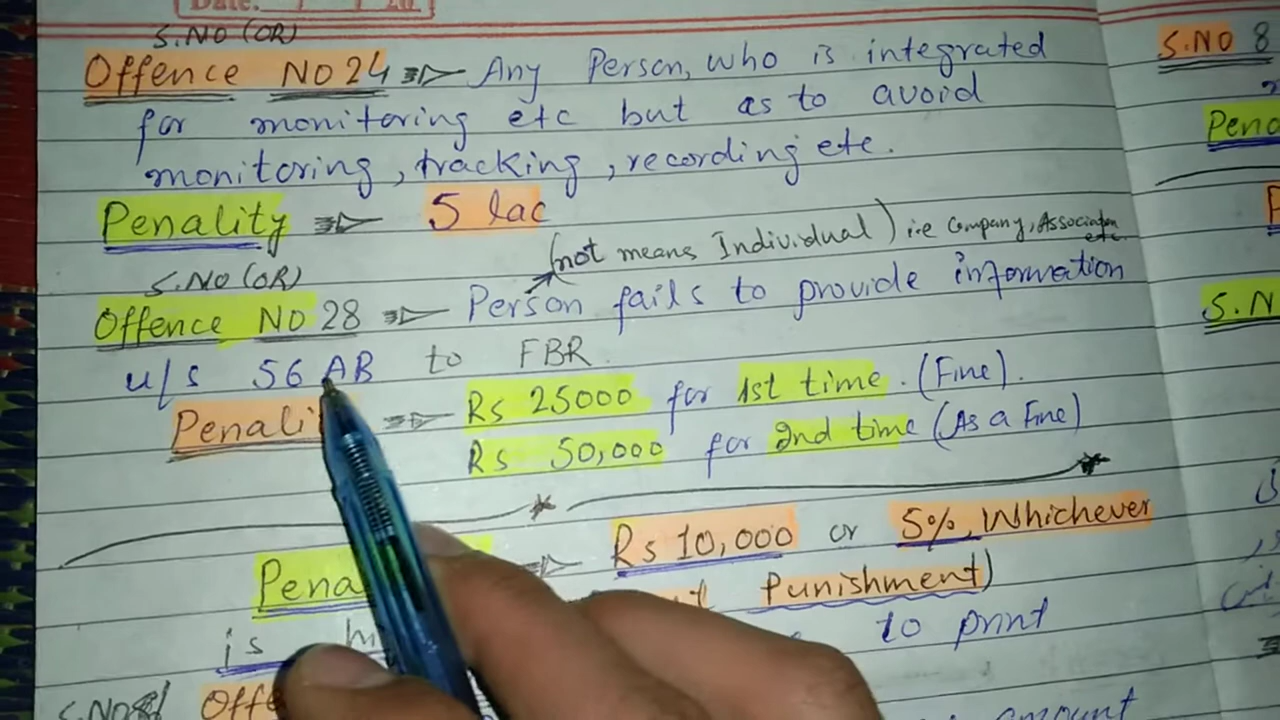 Date:
S.NO (OR)
Offence NO 24 ⇒ Any Person, who is integrated
for monitoring etc but as to avoid
monitoring, tracking, recording etc.
Penality ⇒ 5 lac
(not means Individual) i.e Company, Association etc.
S.NO (OR)
Offence NO 28 ⇒ Person fails to provide information
u/s 56 AB to FBR
Penali ⇒ Rs 25000 for 1st time. (Fine).
Rs 50,000 for 2nd time (As a Fine)
Pena ⇒ Rs 10,000 or 5%, Whichever
is Punishment)
to print
Offe
amount
S.NO 8
Pena
S.N